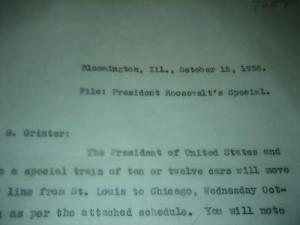 Bloomington, Ill., October 12, 1936.
File: President Roosevelt's Special.
S. Grinter:
The President of United States and
a special train of ten or twelve cars will move
line from St. Louis to Chicago, Wednesday Oct-
as per the attached schedule. You will note